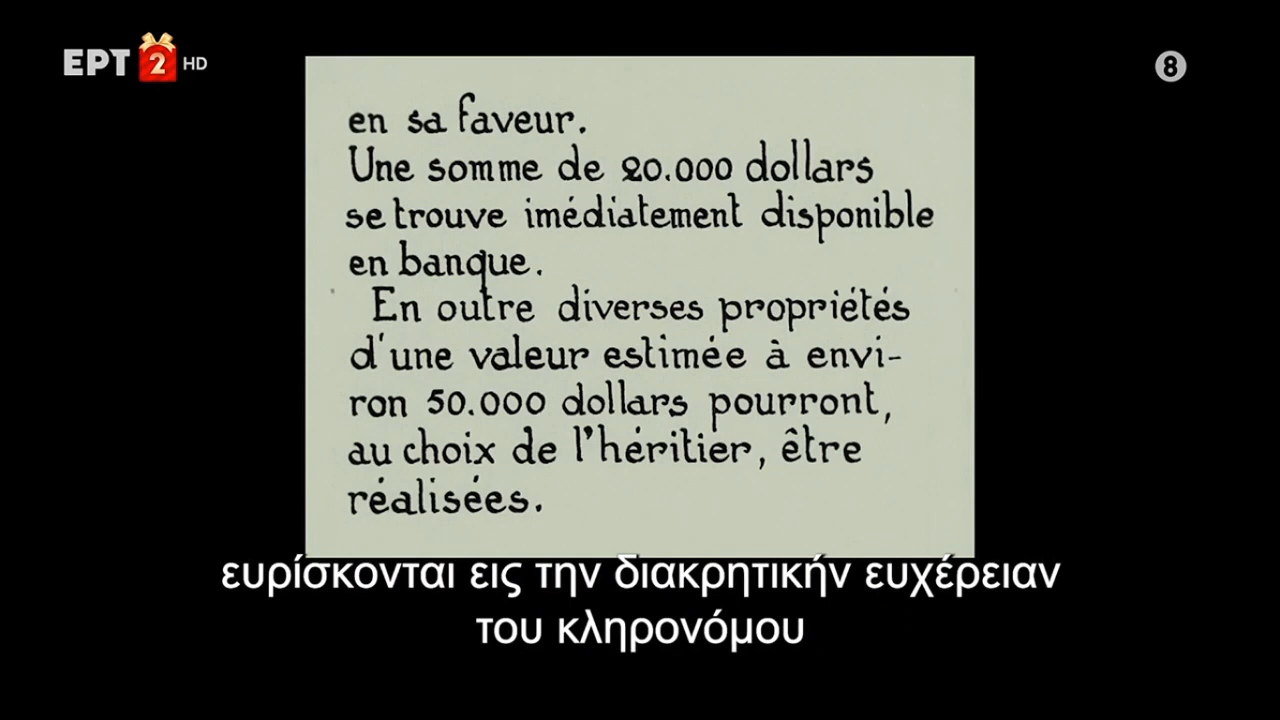 ΕΡΤ 2 HD
8
en sa faveur.
Une somme de 20.000 dollars
se trouve imédiatement disponible
en banque.
En outre diverses propriétés
d'une valeur estimée à envi-
ron 50.000 dollars pourront,
au choix de l'héritier, être
réalisées.
ευρίσκονται εις την διακρητικήν ευχέρειαν
του κληρονόμου